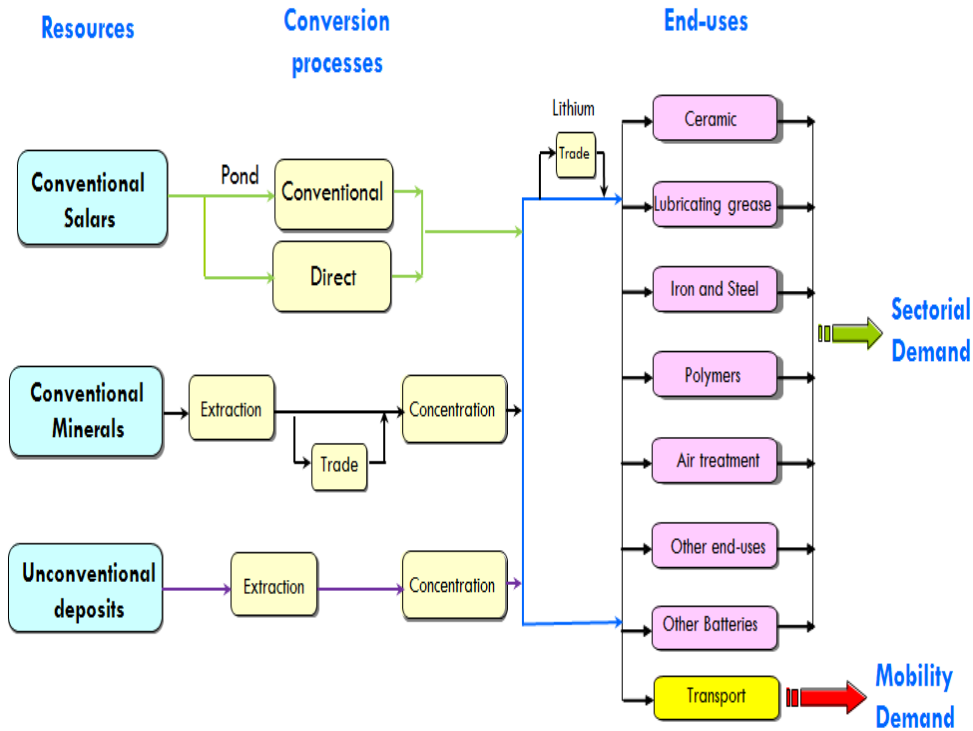 Resources
Conversion
processes
End-uses
Lithium
Trade
Ceramic
Conventional
Salars
Pond
Conventional
Direct
Lubricating grease
Iron and Steel
Sectorial
Demand
Conventional
Minerals
Extraction
Trade
Concentration
Polymers
Air treatment
Unconventional
deposits
Extraction
Concentration
Other end-uses
Other Batteries
Transport
Mobility
Demand